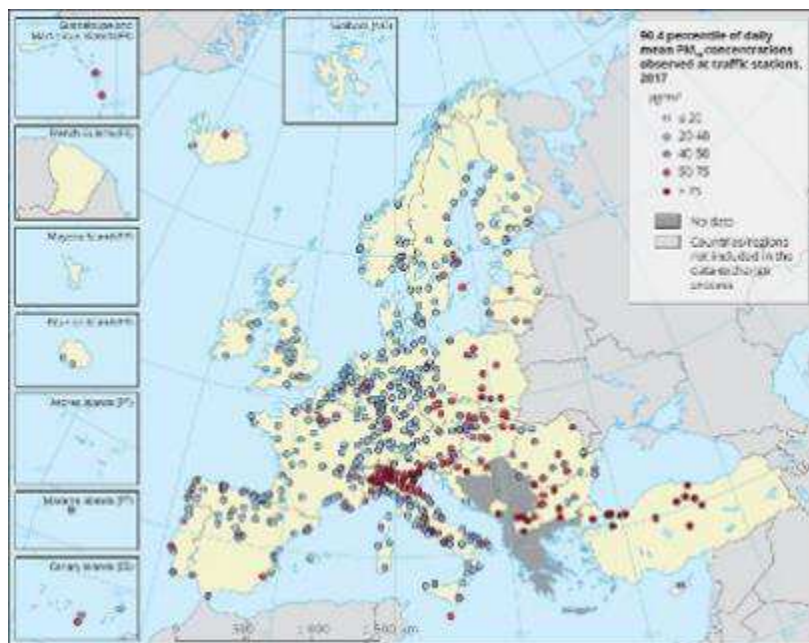 Guadeloupe and
Martinique Islands (FR)
Svalbard (NO)
90.4 percentile of daily
mean PM₁₀ concentrations
observed at traffic stations,
2017
µg/m³
≤ 20
20-40
40-50
50-75
> 75
No data
Countries/regions
not included in the
data exchange
process
French Guiana (FR)
Mayotte Island (FR)
Reunion Island (FR)
Azores Islands (PT)
Madeira Islands (PT)
Canary Islands (ES)
0 500 1 000 1 500 km